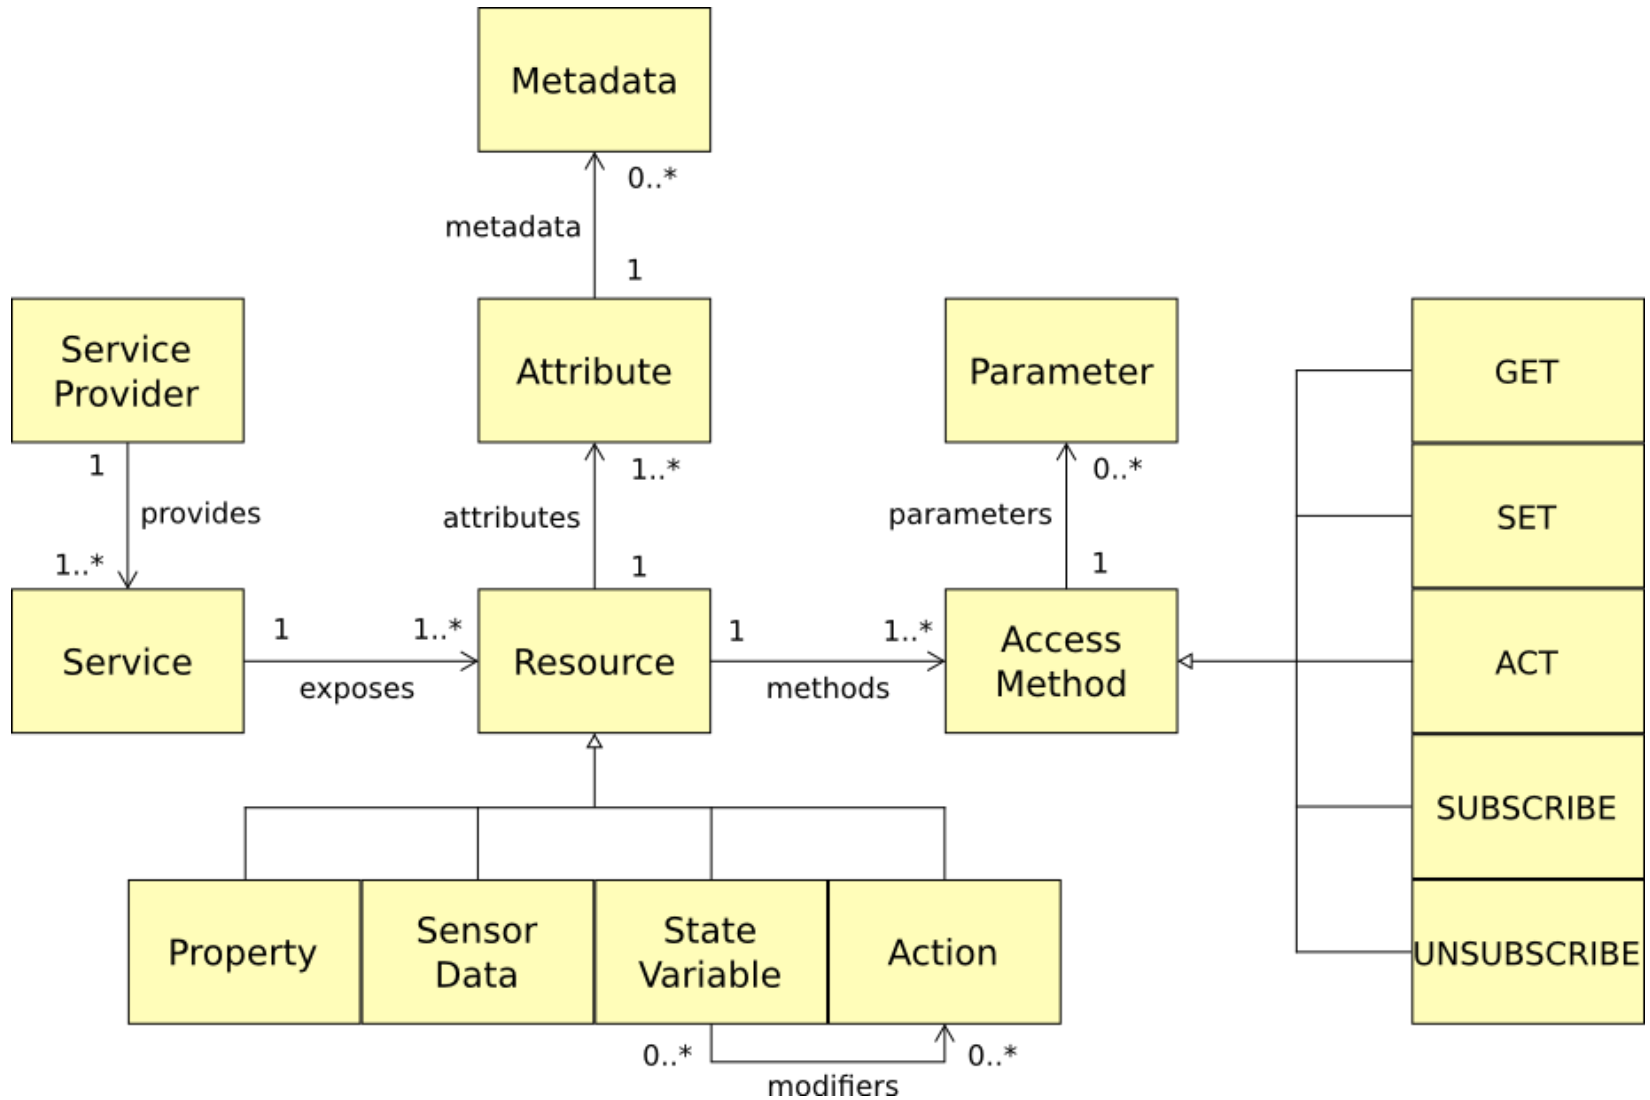 Metadata
0..*
metadata
1
Service
Provider
Attribute
Parameter
GET
1
1..*
0..*
provides
attributes
parameters
SET
1..*
1
1
Service
1
1..*
exposes
Resource
1
1..*
methods
Access
Method
ACT
SUBSCRIBE
Property
Sensor
Data
State
Variable
Action
UNSUBSCRIBE
0..*
0..*
modifiers